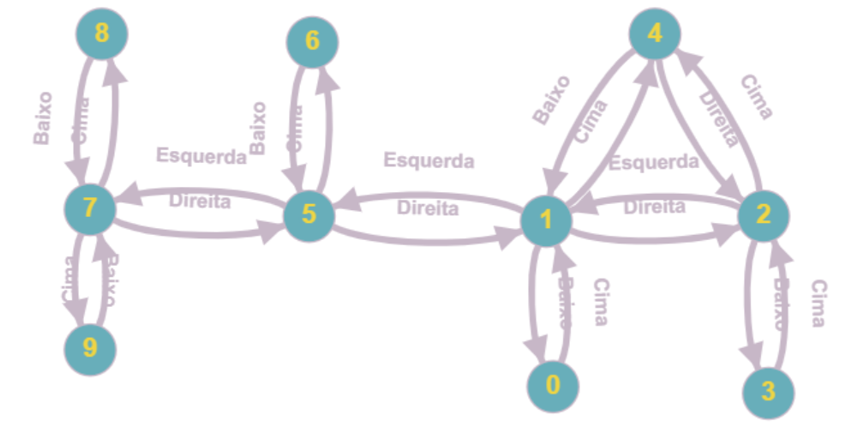 8
6
4
Baixo
Cima
Baixo
Cima
Baixo
Cima
Direita
Cima
Esquerda
Esquerda
Esquerda
7
Direita
5
Direita
1
Direita
2
Cima
Baixo
Baixo
Cima
Baixo
Cima
9
0
3